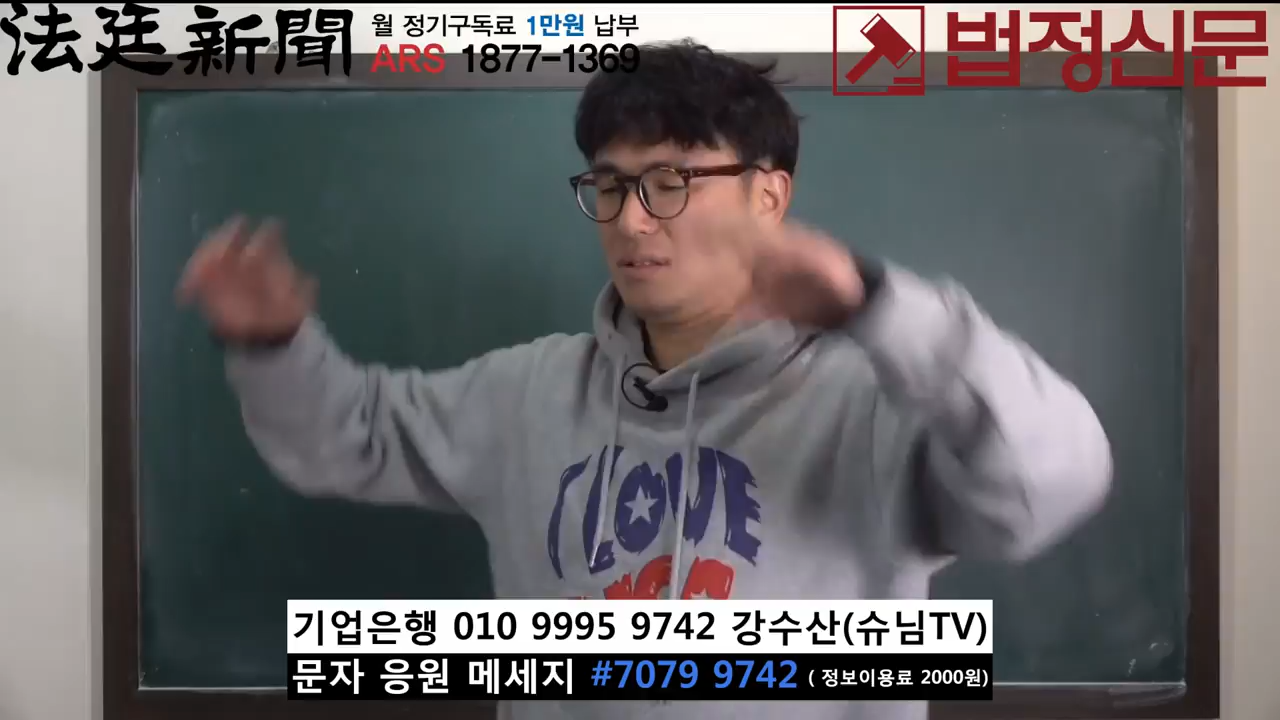 法廷新聞
월 정기구독료 1만원 납부
ARS 1877-1369
법정신문
I LOVE
기업은행 010 9995 9742 강수산(슈님TV)
문자 응원 메세지 #7079 9742 ( 정보이용료 2000원)